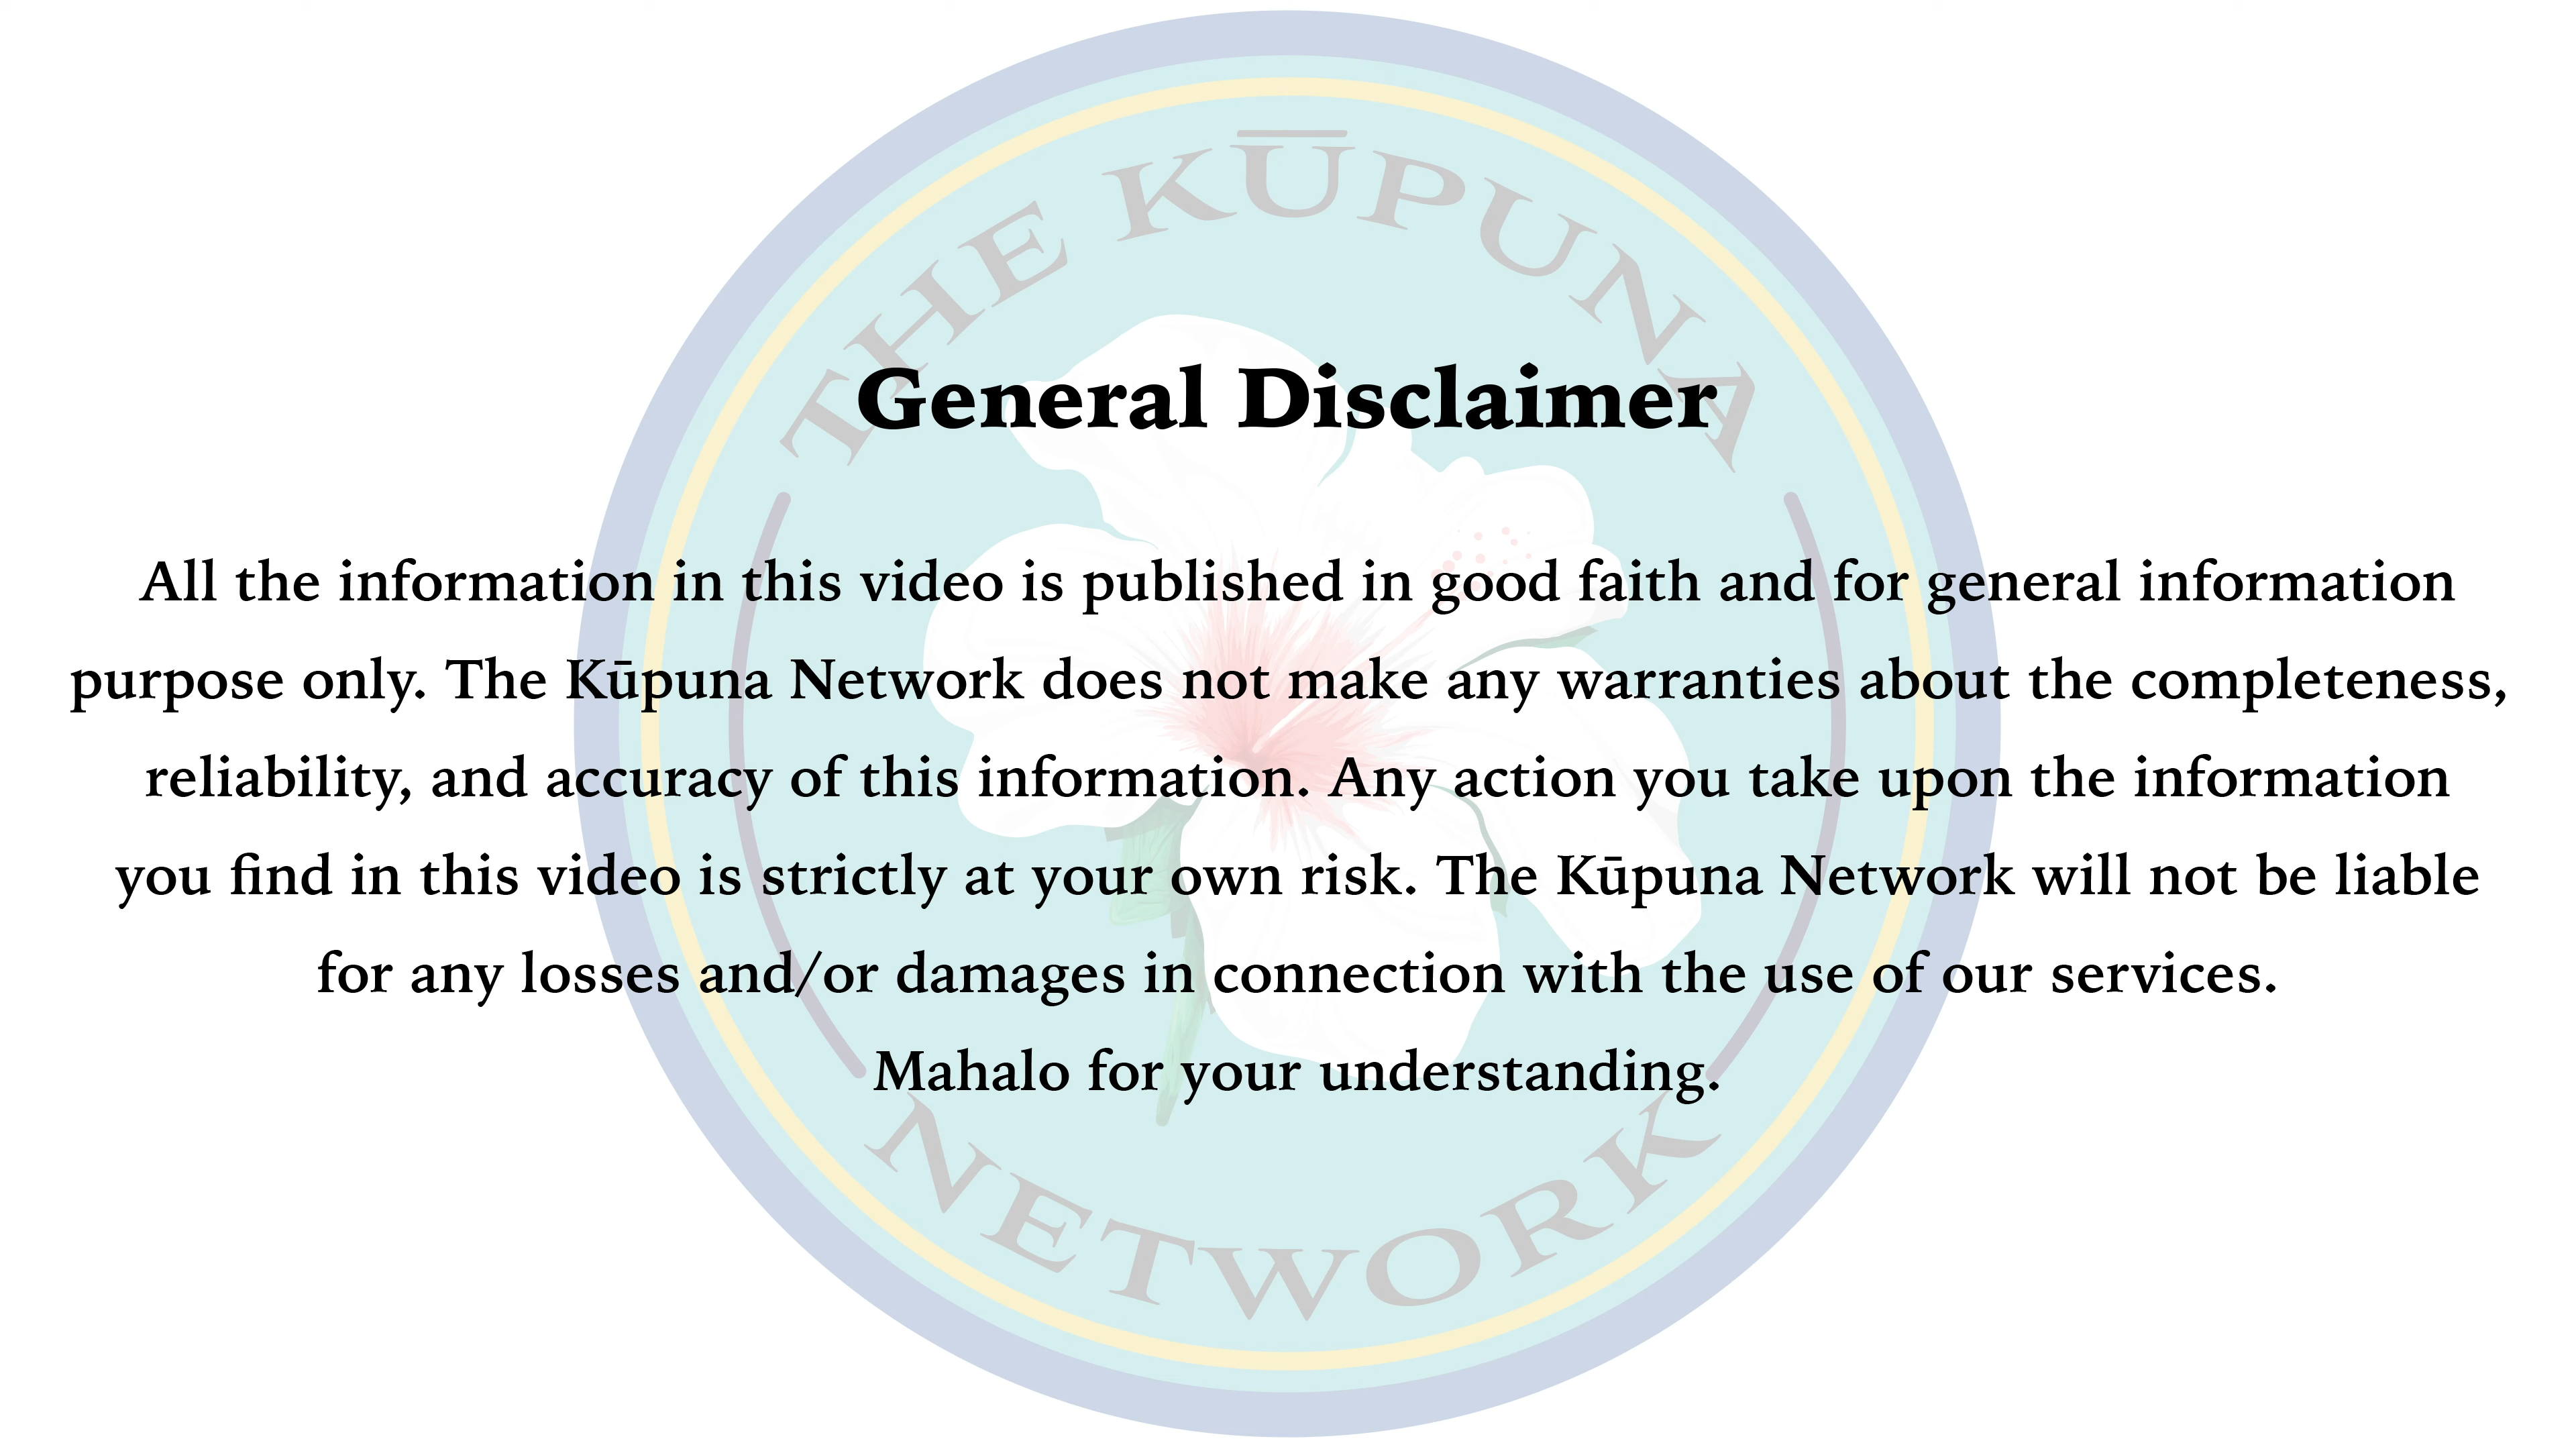 THE KŪPUNA
General Disclaimer
All the information in this video is published in good faith and for general information
purpose only. The Kūpuna Network does not make any warranties about the completeness,
reliability, and accuracy of this information. Any action you take upon the information
you find in this video is strictly at your own risk. The Kūpuna Network will not be liable
for any losses and/or damages in connection with the use of our services.
Mahalo for your understanding.
NETWORK